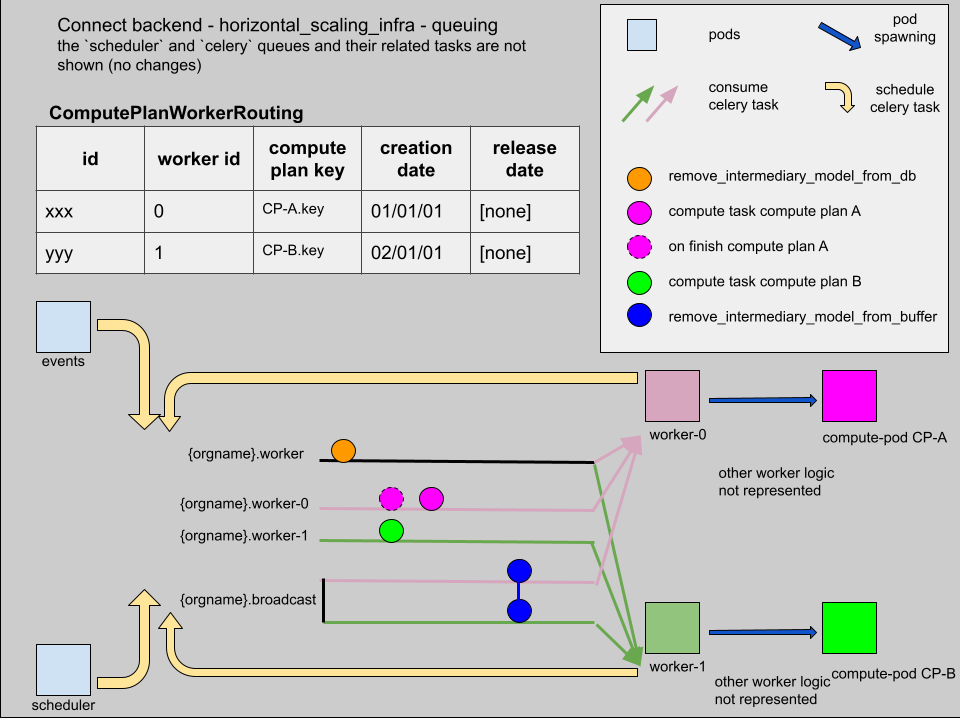 Connect backend - horizontal_scaling_infra - queuing
the `scheduler` and `celery` queues and their related tasks are not
shown (no changes)
pods
pod
spawning
consume
celery task
schedule
celery task
remove_intermediary_model_from_db
compute task compute plan A
on finish compute plan A
compute task compute plan B
remove_intermediary_model_from_buffer
ComputePlanWorkerRouting
id
worker id
compute
plan key
creation
date
release
date
xxx
0
CP-A.key
01/01/01
[none]
yyy
1
CP-B.key
02/01/01
[none]
events
worker-0
compute-pod CP-A
{orgname}.worker
other worker logic
not represented
{orgname}.worker-0
{orgname}.worker-1
{orgname}.broadcast
worker-1
compute-pod CP-B
other worker logic
not represented
scheduler